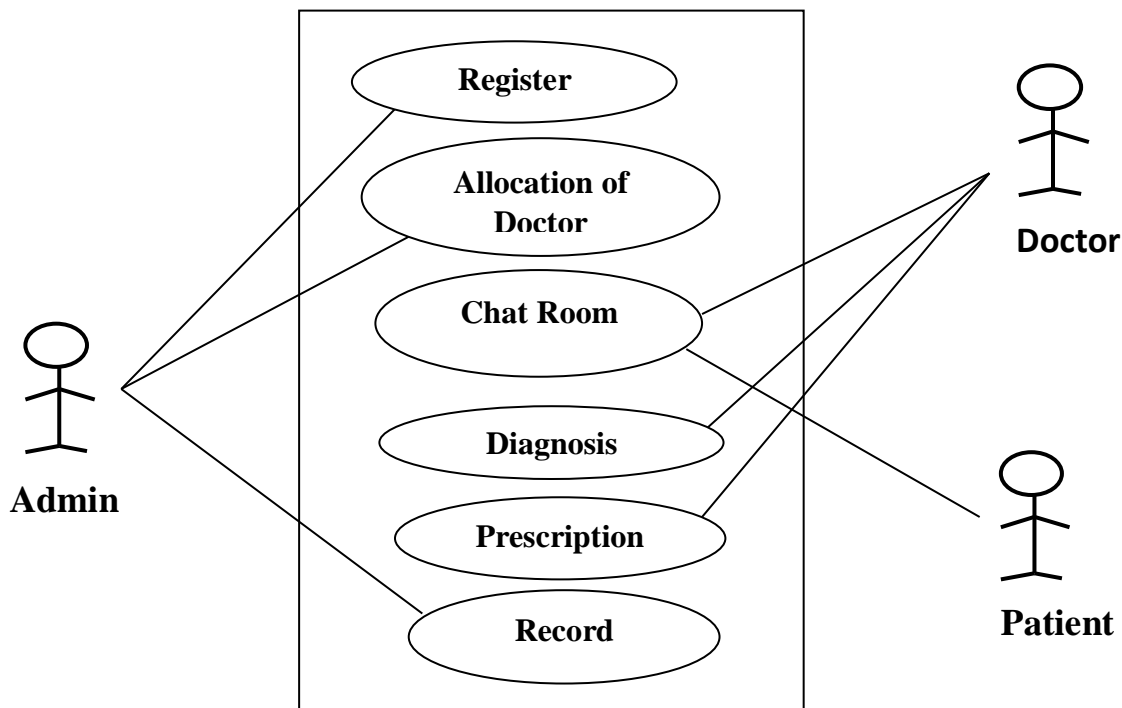 Register
Allocation of
Doctor
Chat Room
Diagnosis
Prescription
Record
Admin
Doctor
Patient